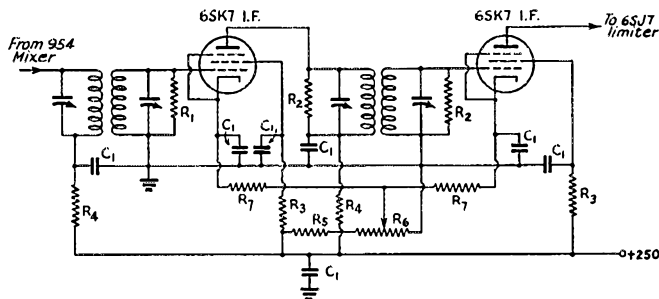 6SK7 I.F.
6SK7 I.F.
To 6SJ7
limiter
From 954
Mixer
R₁
R₂
R₂
C₁
C₁
C₁
C₁
C₁
C₁
R₇
R₇
R₃
R₃
R₄
R₅
R₄
R₆
C₁
+250